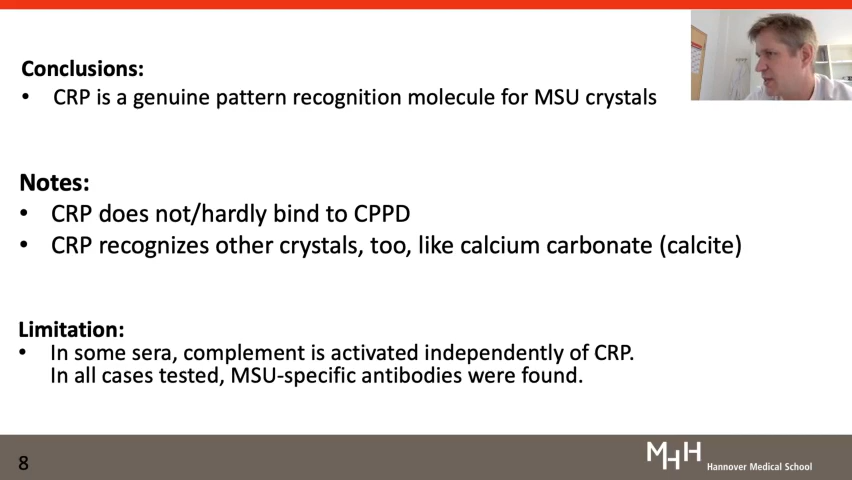 Conclusions:
• CRP is a genuine pattern recognition molecule for MSU crystals
Notes:
• CRP does not/hardly bind to CPPD
• CRP recognizes other crystals, too, like calcium carbonate (calcite)
Limitation:
• In some sera, complement is activated independently of CRP.
In all cases tested, MSU-specific antibodies were found.
8
MHH Hannover Medical School